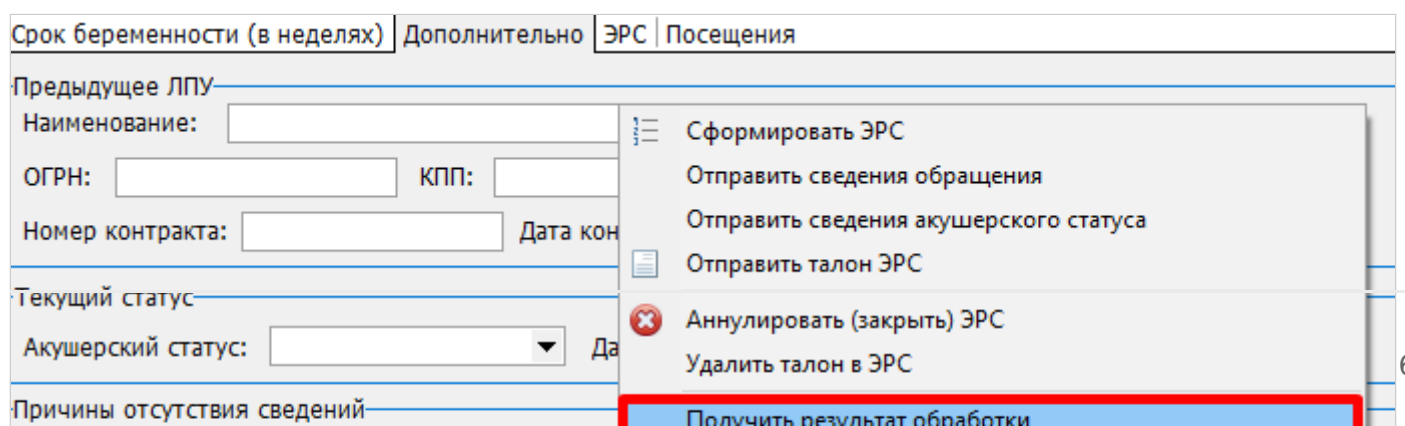 Срок беременности (в неделях) Дополнительно ЭРС Посещения
Предыдущее ЛПУ
Наименование:
Сформировать ЭРС
ОГРН: КПП:
Отправить сведения обращения
Отправить сведения акушерского статуса
Номер контракта: Дата кон
Отправить талон ЭРС
Текущий статус
Аннулировать (закрыть) ЭРС
Акушерский статус: Да
Удалить талон в ЭРС
Причины отсутствия сведений
Получить результат обработки